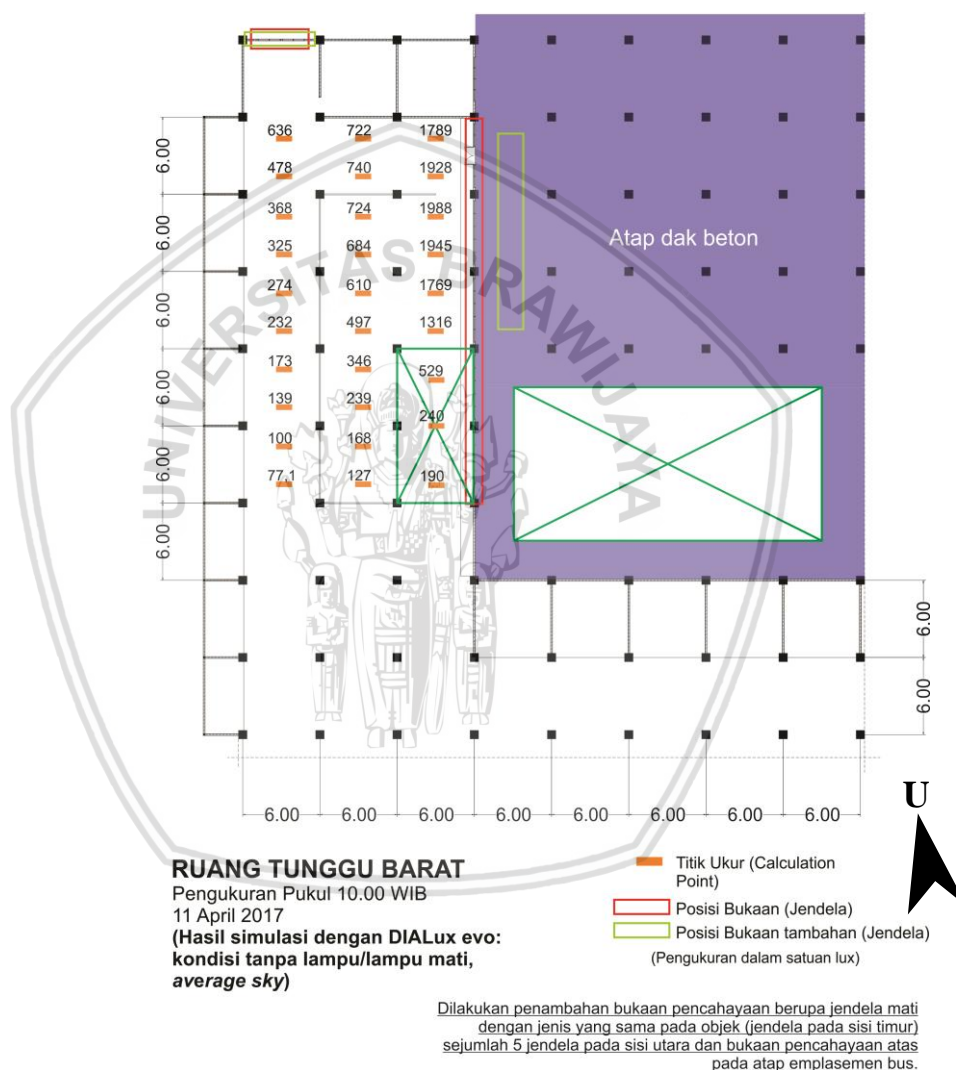 636 722 1789
478 740 1928
368 724 1988
325 684 1945
274 610 1769
232 497 1316
173 346 529
139 239 240
100 168
77,1 127 190
6.00
6.00
6.00
6.00
6.00
6.00
Atap dak beton
UNIVERSITAS BRAWIJAYA
6.00
6.00
6.00 6.00 6.00 6.00 6.00 6.00 6.00 6.00
U
RUANG TUNGGU BARAT
Pengukuran Pukul 10.00 WIB
11 April 2017
(Hasil simulasi dengan DIALux evo:
kondisi tanpa lampu/lampu mati,
average sky)
Titik Ukur (Calculation
Point)
Posisi Bukaan (Jendela)
Posisi Bukaan tambahan (Jendela)
(Pengukuran dalam satuan lux)
Dilakukan penambahan bukaan pencahayaan berupa jendela mati
dengan jenis yang sama pada objek (jendela pada sisi timur)
sejumlah 5 jendela pada sisi utara dan bukaan pencahayaan atas
pada atap emplasemen bus.